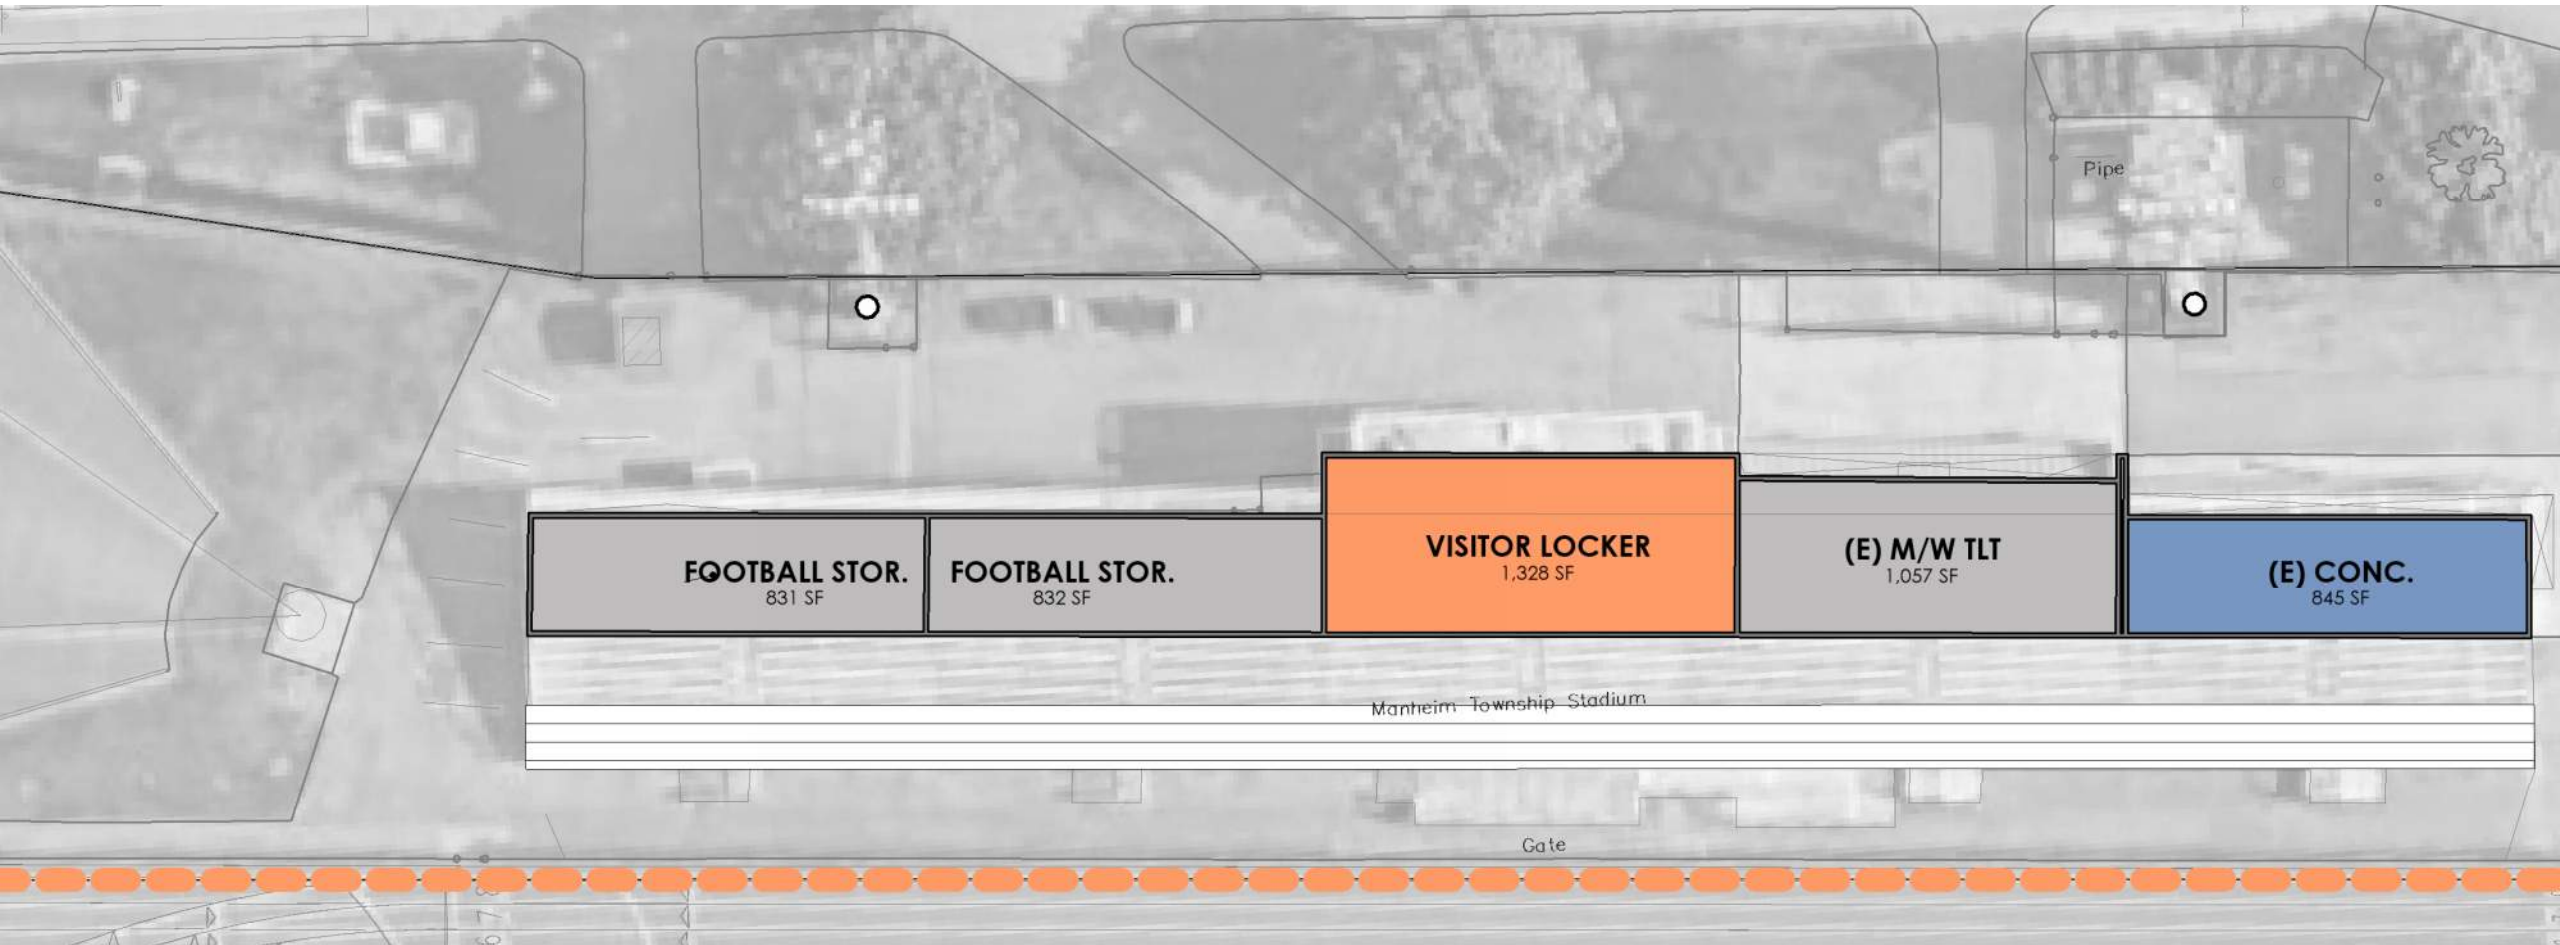 Pipe
FOOTBALL STOR.
831 SF
FOOTBALL STOR.
832 SF
VISITOR LOCKER
1,328 SF
(E) M/W TLT
1,057 SF
(E) CONC.
845 SF
Manheim Township Stadium
Gate